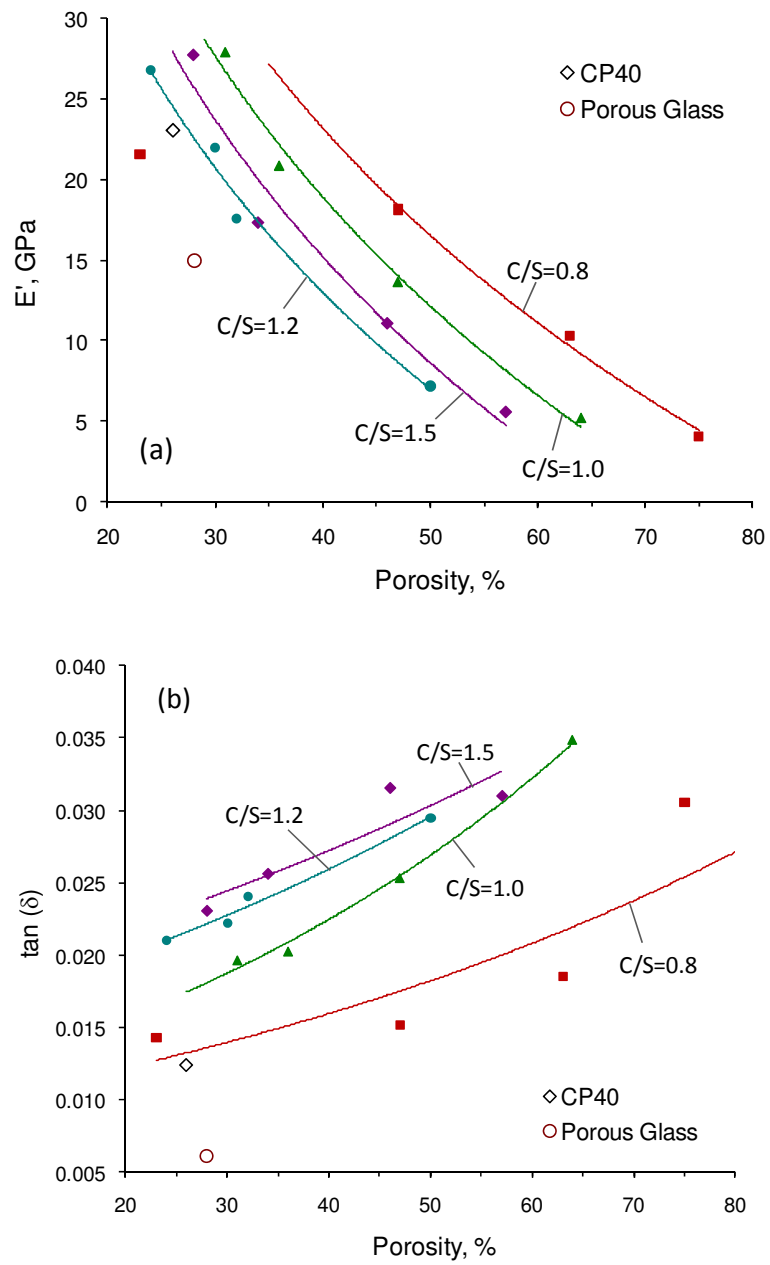 30
25
20
15
10
5
0
E', GPa
◇ CP40
○ Porous Glass
C/S=0.8
C/S=1.2
C/S=1.5
C/S=1.0
(a)
20 30 40 50 60 70 80
Porosity, %
0.040
0.035
0.030
0.025
0.020
0.015
0.010
0.005
tan (δ)
(b)
C/S=1.5
C/S=1.2
C/S=1.0
C/S=0.8
◇ CP40
○ Porous Glass
20 30 40 50 60 70 80
Porosity, %